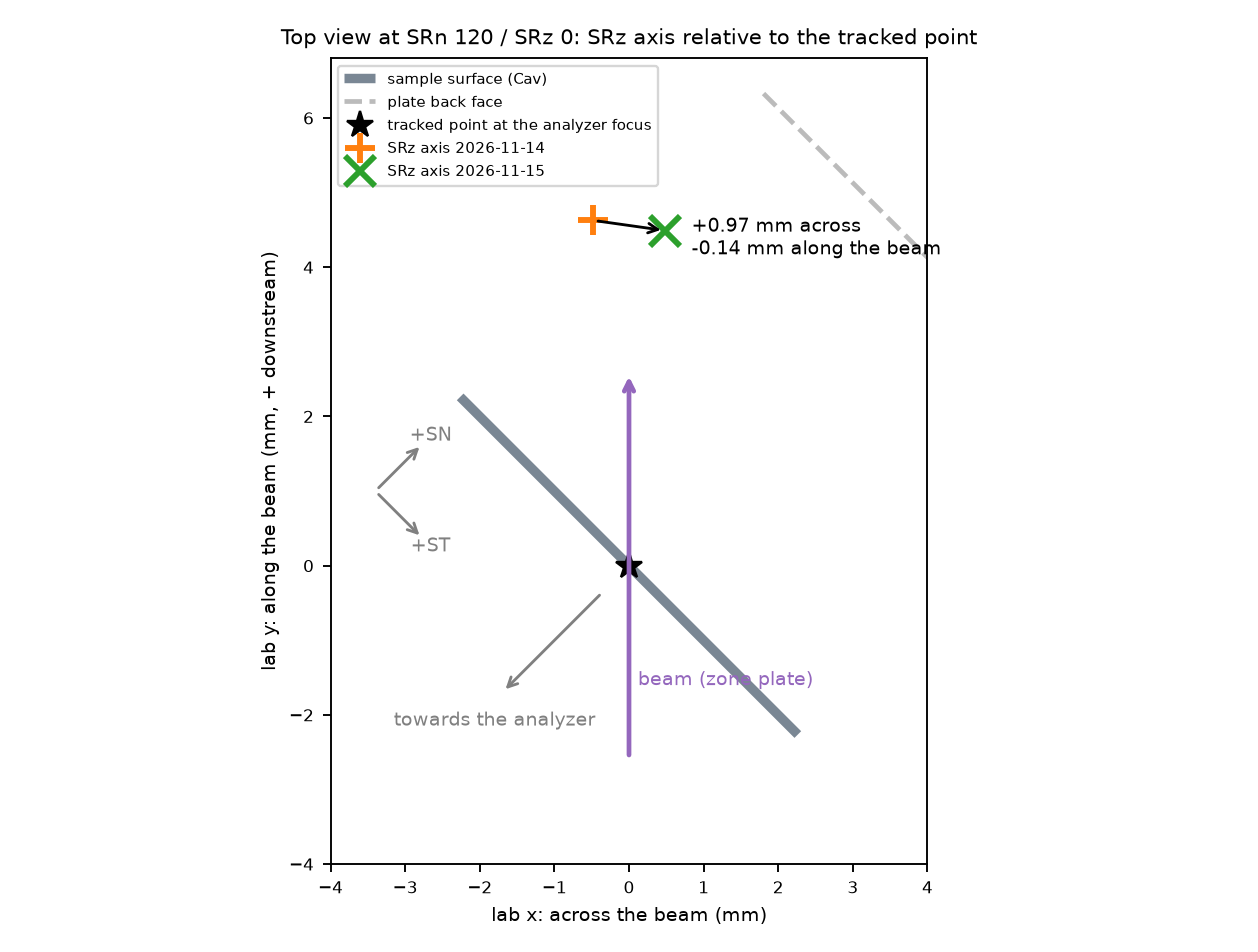 Top view at SRn 120 / SRz 0: SRz axis relative to the tracked point
sample surface (Cav)
plate back face
tracked point at the analyzer focus
SRz axis 2026-11-14
SRz axis 2026-11-15
+0.97 mm across
-0.14 mm along the beam
+SN
+ST
beam (zone plate)
towards the analyzer
lab y: along the beam (mm, + downstream)
6
4
2
0
−2
−4
−4 −3 −2 −1 0 1 2 3 4
lab x: across the beam (mm)